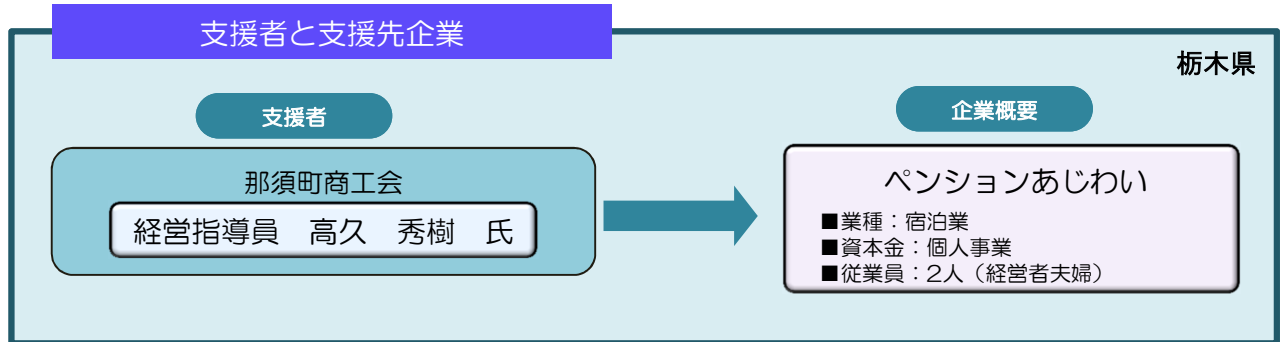 支援者と支援先企業
栃木県
支援者
那須町商工会
経営指導員　高久　秀樹　氏
企業概要
ペンションあじわい
■業種：宿泊業
■資本金：個人事業
■従業員：2人（経営者夫婦）